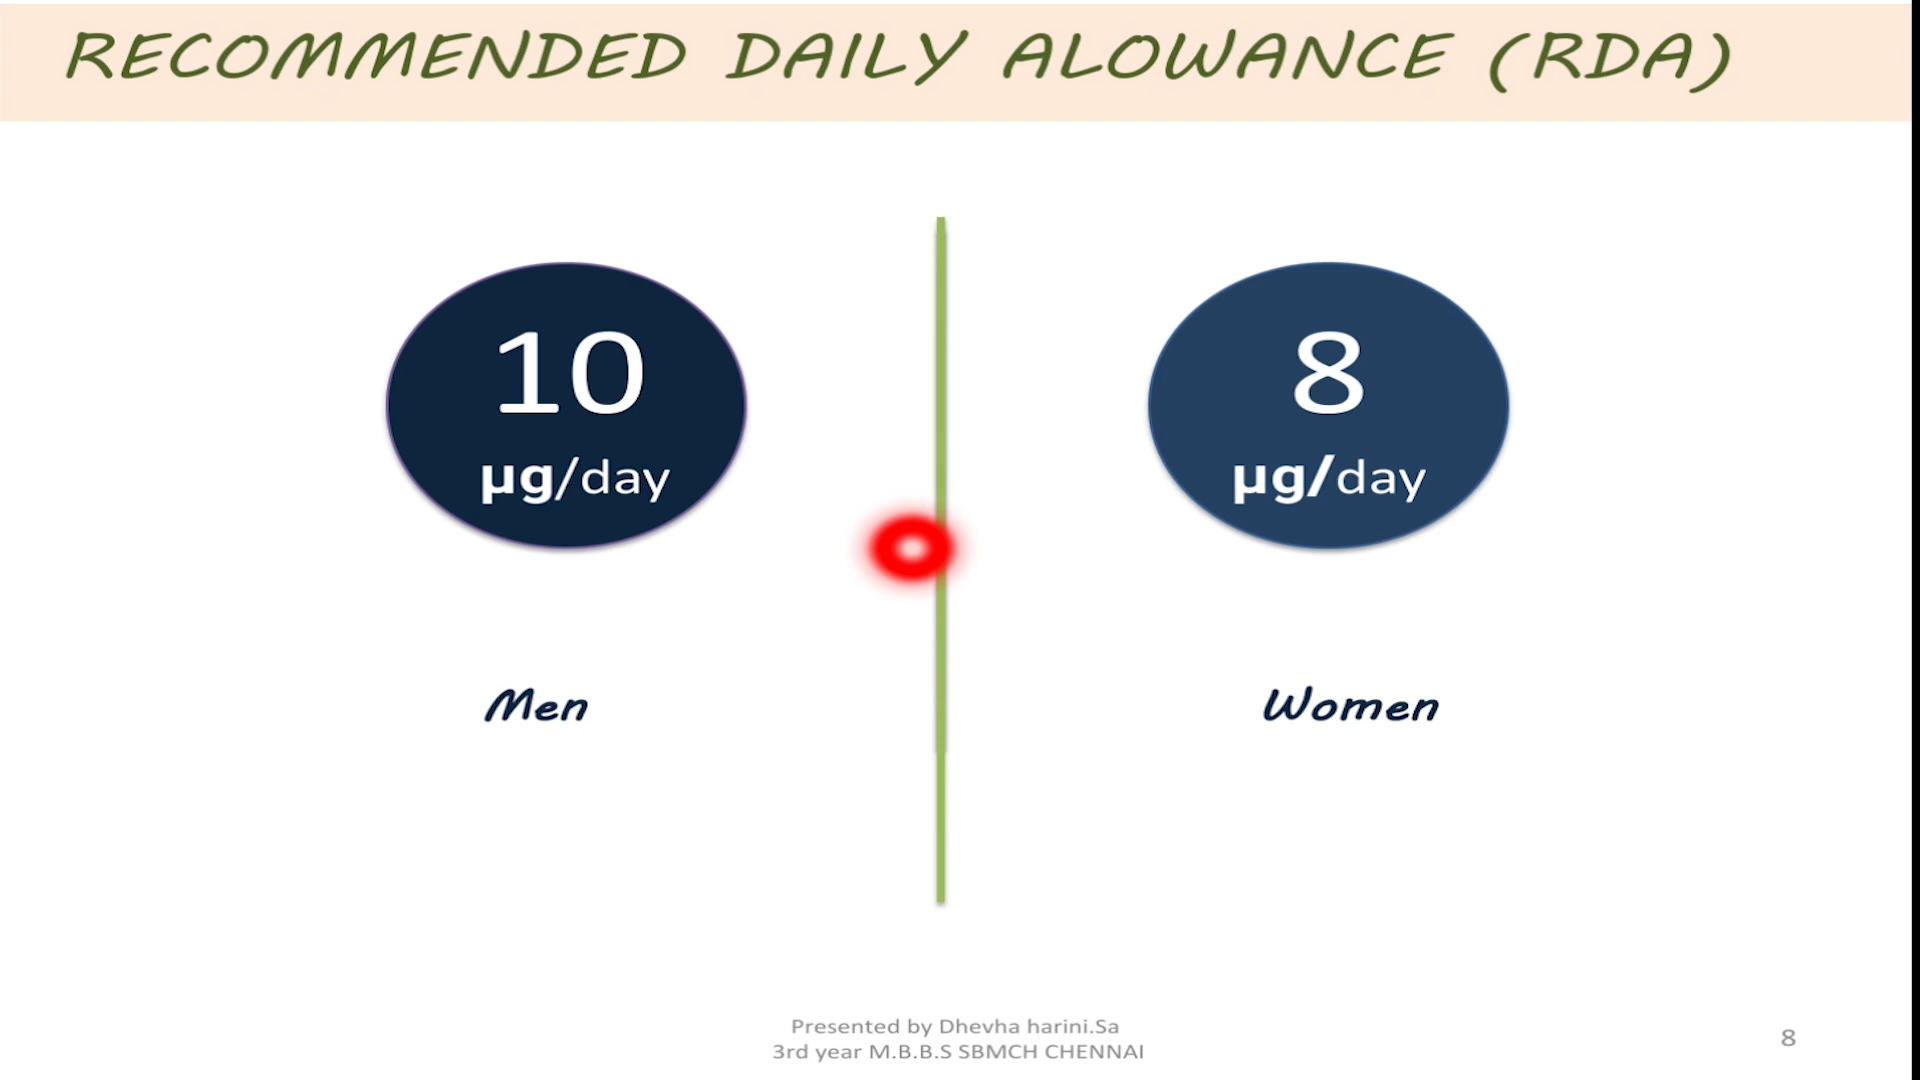 RECOMMENDED DAILY ALOWANCE (RDA)
10
µg/day
8
µg/day
Men
Women
Presented by Dhevha harini.Sa
3rd year M.B.B.S SBMCH CHENNAI
8